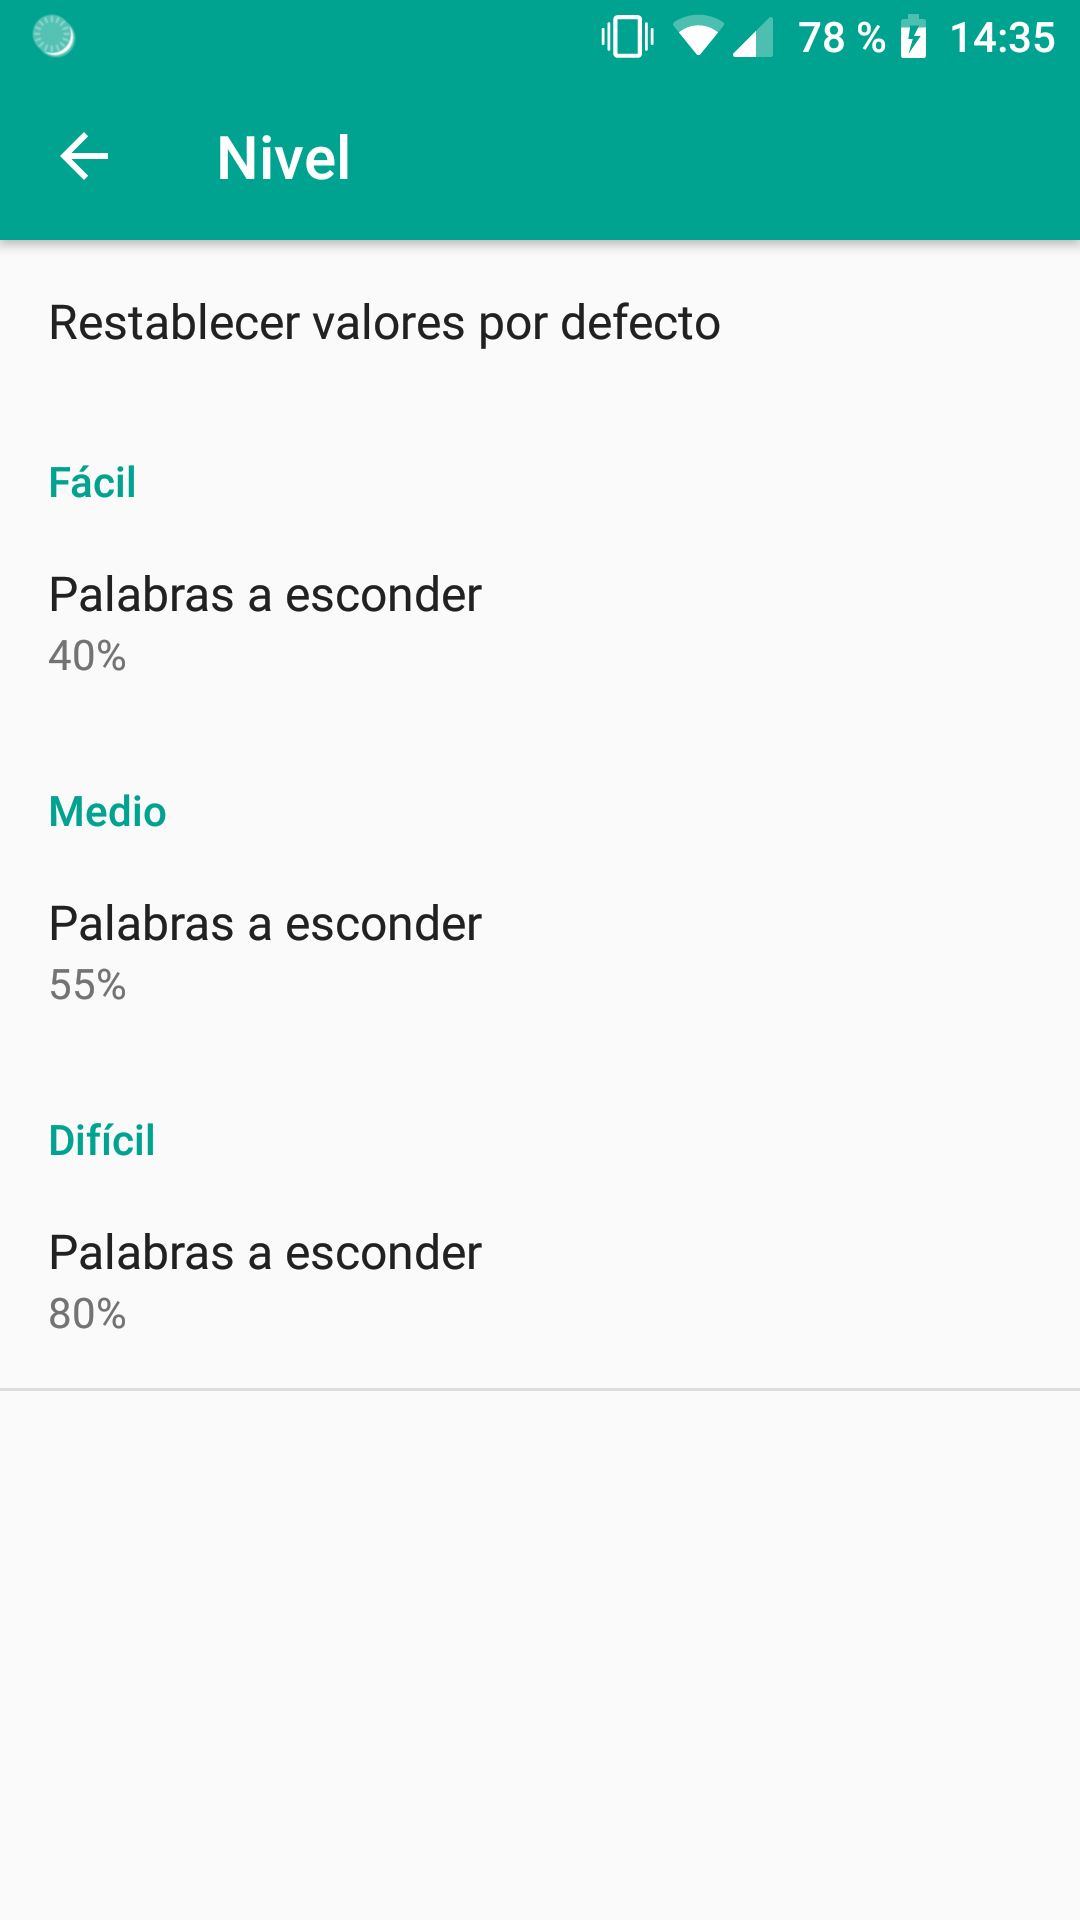 78 % 14:35
Nivel
Restablecer valores por defecto
Fácil
Palabras a esconder
40%
Medio
Palabras a esconder
55%
Difícil
Palabras a esconder
80%